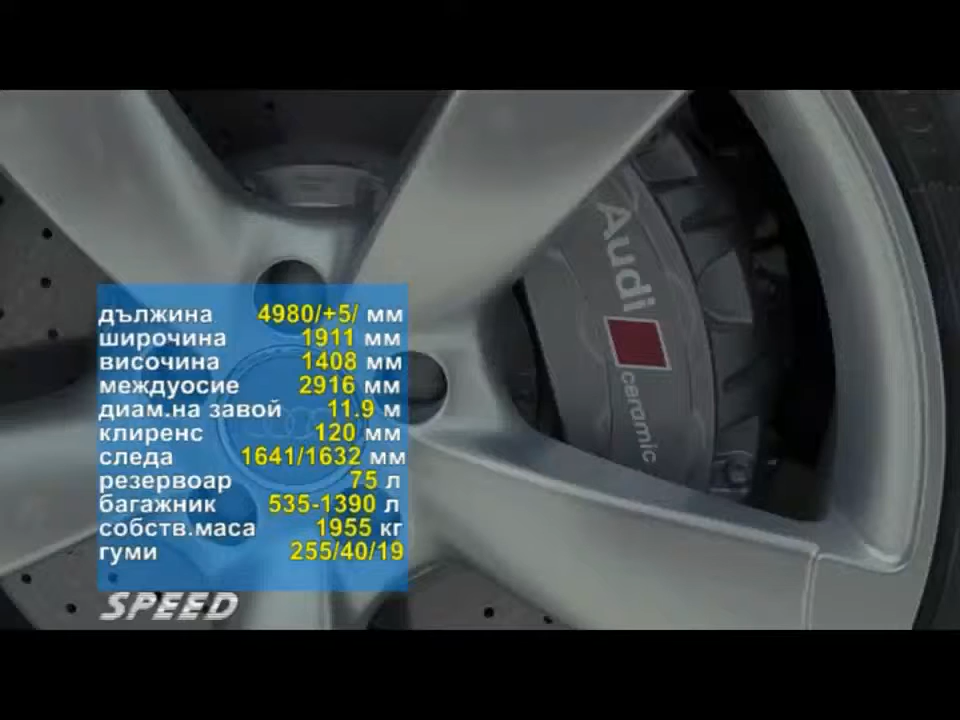 Audi
ceramic
дължина 4980/+5/ мм
широчина 1911 мм
височина 1408 мм
междуосие 2916 мм
диам.на завой 11.9 м
клиренс 120 мм
следа 1641/1632 мм
резервоар 75 л
багажник 535-1390 л
собств.маса 1955 кг
гуми 255/40/19
SPEED